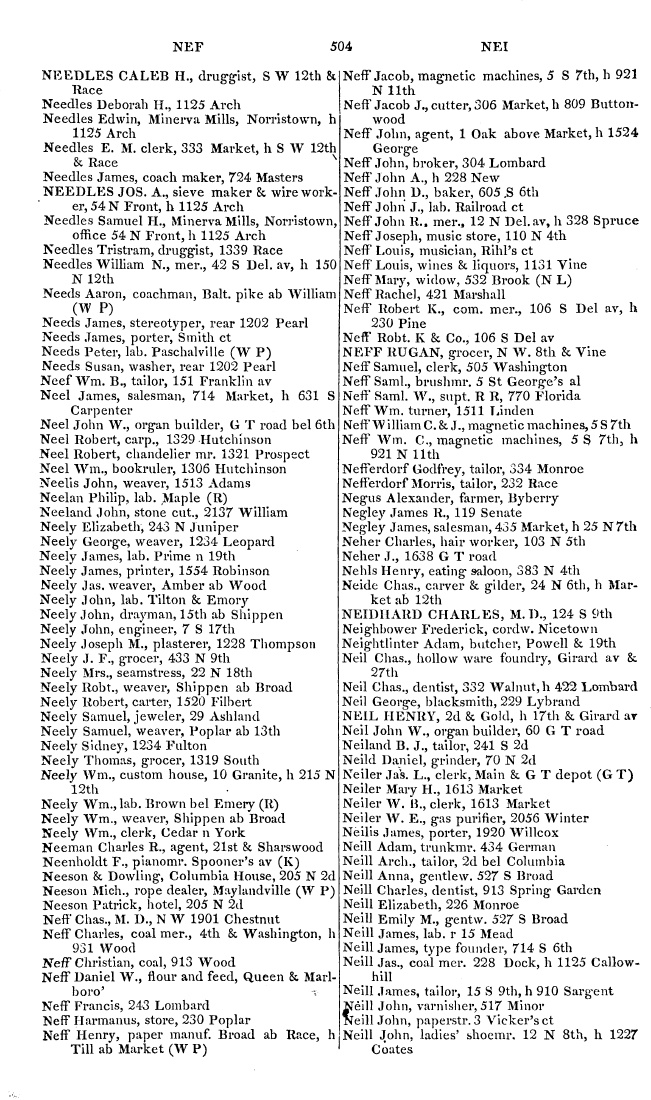 NEF 504 NEI
NEEDLES CALEB H., druggist, S W 12th &
Race
Needles Deborah H., 1125 Arch
Needles Edwin, Minerva Mills, Norristown, h
1125 Arch
Needles E. M. clerk, 333 Market, h S W 12th
& Race
Needles James, coach maker, 724 Masters
NEEDLES JOS. A., sieve maker & wire work-
er, 54 N Front, h 1125 Arch
Needles Samuel H., Minerva Mills, Norristown,
office 54 N Front, h 1125 Arch
Needles Tristram, druggist, 1339 Race
Needles William N., mer., 42 S Del. av, h 150
N 12th
Needs Aaron, coachman, Balt. pike ab William
(W P)
Needs James, stereotyper, rear 1202 Pearl
Needs James, porter, Smith ct
Needs Peter, lab. Paschalville (W P)
Needs Susan, washer, rear 1202 Pearl
Neef Wm. B., tailor, 151 Franklin av
Neel James, salesman, 714 Market, h 631 S
Carpenter
Neel John W., organ builder, G T road bel 6th
Neel Robert, carp., 1329 Hutchinson
Neel Robert, chandelier mr. 1321 Prospect
Neel Wm., bookruler, 1306 Hutchinson
Neelis John, weaver, 1513 Adams
Neelan Philip, lab. Maple (R)
Neeland John, stone cut., 2137 William
Neely Elizabeth, 243 N Juniper
Neely George, weaver, 1234 Leopard
Neely James, lab. Prime n 19th
Neely James, printer, 1554 Robinson
Neely Jas. weaver, Amber ab Wood
Neely John, lab. Tilton & Emory
Neely John, drayman, 15th ab Shippen
Neely John, engineer, 7 S 17th
Neely Joseph M., plasterer, 1228 Thompson
Neely J. F., grocer, 433 N 9th
Neely Mrs., seamstress, 22 N 18th
Neely Robt., weaver, Shippen ab Broad
Neely Robert, carter, 1520 Filbert
Neely Samuel, jeweler, 29 Ashland
Neely Samuel, weaver, Poplar ab 13th
Neely Sidney, 1234 Fulton
Neely Thomas, grocer, 1319 South
Neely Wm., custom house, 10 Granite, h 215 N
12th
Neely Wm., lab. Brown bel Emery (R)
Neely Wm., weaver, Shippen ab Broad
Neely Wm., clerk, Cedar n York
Neeman Charles R., agent, 21st & Sharswood
Neenholdt F., pianomr. Spooner's av (K)
Neeson & Dowling, Columbia House, 205 N 2d
Neeson Mich., rope dealer, Maylandville (W P)
Neeson Patrick, hotel, 205 N 2d
Neff Chas., M. D., N W 1901 Chestnut
Neff Charles, coal mer., 4th & Washington, h
931 Wood
Neff Christian, coal, 913 Wood
Neff Daniel W., flour and feed, Queen & Marl-
boro'
Neff Francis, 243 Lombard
Neff Harmanus, store, 230 Poplar
Neff Henry, paper manuf. Broad ab Race, h
Till ab Market (W P)
Neff Jacob, magnetic machines, 5 S 7th, h 921
N 11th
Neff Jacob J., cutter, 306 Market, h 809 Button-
wood
Neff John, agent, 1 Oak above Market, h 1524
George
Neff John, broker, 304 Lombard
Neff John A., h 228 New
Neff John D., baker, 605 S 6th
Neff John J., lab. Railroad ct
Neff John R., mer., 12 N Del. av, h 328 Spruce
Neff Joseph, music store, 110 N 4th
Neff Louis, musician, Rihl's ct
Neff Louis, wines & liquors, 1131 Vine
Neff Mary, widow, 532 Brook (N L)
Neff Rachel, 421 Marshall
Neff Robert K., com. mer., 106 S Del av, h
230 Pine
Neff Robt. K & Co., 106 S Del av
NEFF RUGAN, grocer, N W. 8th & Vine
Neff Samuel, clerk, 505 Washington
Neff Saml., brushmr. 5 St George's al
Neff Saml. W., supt. R R, 770 Florida
Neff Wm. turner, 1511 Linden
Neff William C. & J., magnetic machines, 5 S 7th
Neff Wm. C., magnetic machines, 5 S 7th, h
921 N 11th
Nefferdorf Godfrey, tailor, 334 Monroe
Nefferdorf Morris, tailor, 232 Race
Negus Alexander, farmer, Byberry
Negley James R., 119 Senate
Negley James, salesman, 435 Market, h 25 N 7th
Neher Charles, hair worker, 103 N 5th
Neher J., 1638 G T road
Nehls Henry, eating saloon, 383 N 4th
Neide Chas., carver & gilder, 24 N 6th, h Mar-
ket ab 12th
NEIDHARD CHARLES, M. D., 124 S 9th
Neighbower Frederick, cordw. Nicetown
Neightlinter Adam, butcher, Powell & 19th
Neil Chas., hollow ware foundry, Girard av &
27th
Neil Chas., dentist, 332 Walnut, h 422 Lombard
Neil George, blacksmith, 229 Lybrand
NEIL HENRY, 2d & Gold, h 17th & Girard av
Neil John W., organ builder, 60 G T road
Neiland B. J., tailor, 241 S 2d
Neild Daniel, grinder, 70 N 2d
Neiler Jas. L., clerk, Main & G T depot (G T)
Neiler Mary H., 1613 Market
Neiler W. B., clerk, 1613 Market
Neiler W. E., gas purifier, 2056 Winter
Neilis James, porter, 1920 Willcox
Neill Adam, trunkmr. 434 German
Neill Arch., tailor, 2d bel Columbia
Neill Anna, gentlew. 527 S Broad
Neill Charles, dentist, 913 Spring Garden
Neill Elizabeth, 226 Monroe
Neill Emily M., gentw. 527 S Broad
Neill James, lab. r 15 Mead
Neill James, type founder, 714 S 6th
Neill Jas., coal mer. 228 Dock, h 1125 Callow-
hill
Neill James, tailor, 15 S 9th, h 910 Sargent
Neill John, varnisher, 517 Minor
Neill John, paperstr. 3 Vicker's ct
Neill John, ladies' shoemr. 12 N 8th, h 1227
Coates